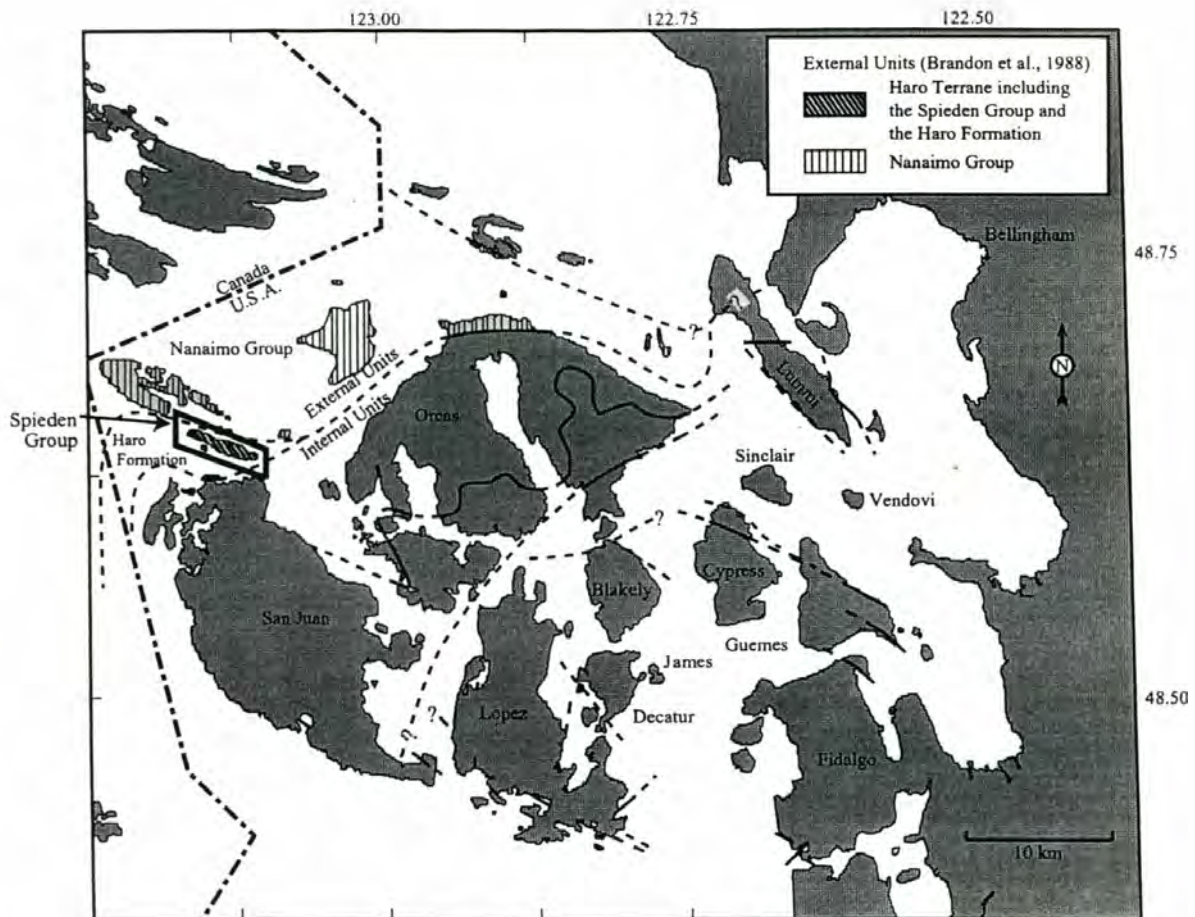 123.00
122.75
122.50
External Units (Brandon et al., 1988)
Haro Terrane including
the Spieden Group and
the Haro Formation
Nanaimo Group
Bellingham
48.75
Canada
U.S.A.
Nanaimo Group
External Units
Internal Units
N
?
?
Lummi
Spieden
Group
Haro
Formation
Orcas
Sinclair
Vendovi
?
Blakely
Cypress
San Juan
Guemes
James
Lopez
Decatur
?
?
48.50
Fidalgo
10 km